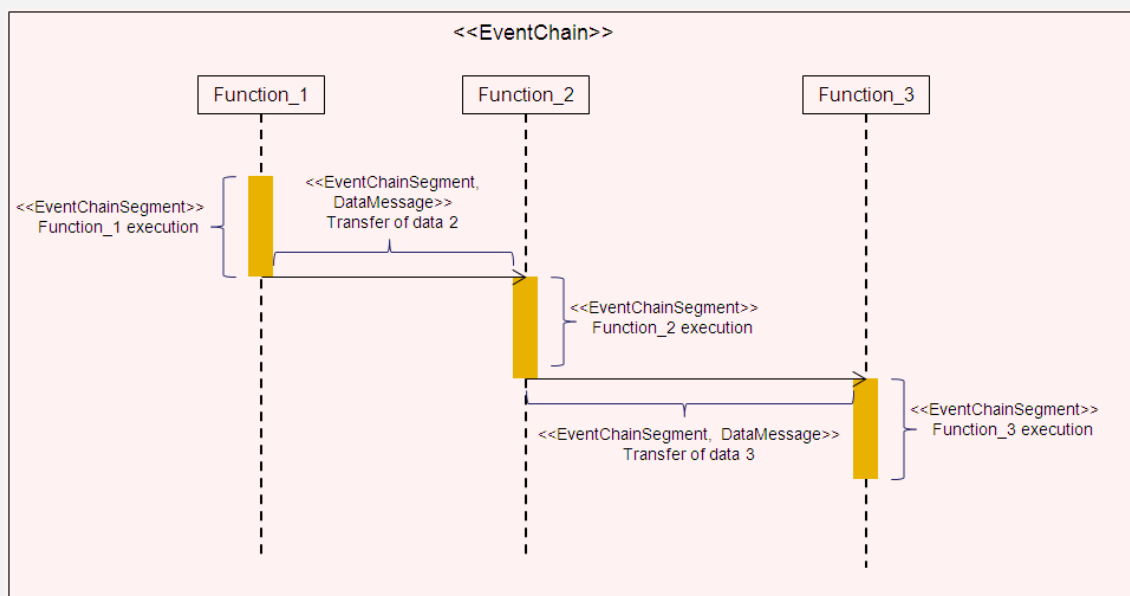 <<EventChain>>
Function_1
Function_2
Function_3
<<EventChainSegment,
DataMessage>>
Transfer of data 2
<<EventChainSegment>>
Function_1 execution
<<EventChainSegment>>
Function_2 execution
<<EventChainSegment>>
Function_3 execution
<<EventChainSegment, DataMessage>>
Transfer of data 3